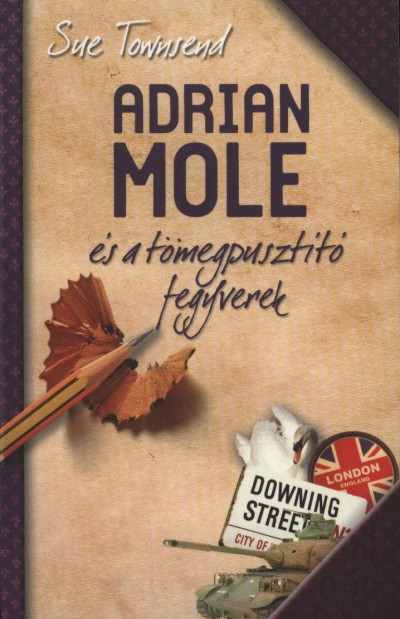 Sue Townsend
ADRIAN
MOLE
és a tömegpusztító
fegyverek
LONDON
ENGLAND
DOWNING
STREET
CITY OF